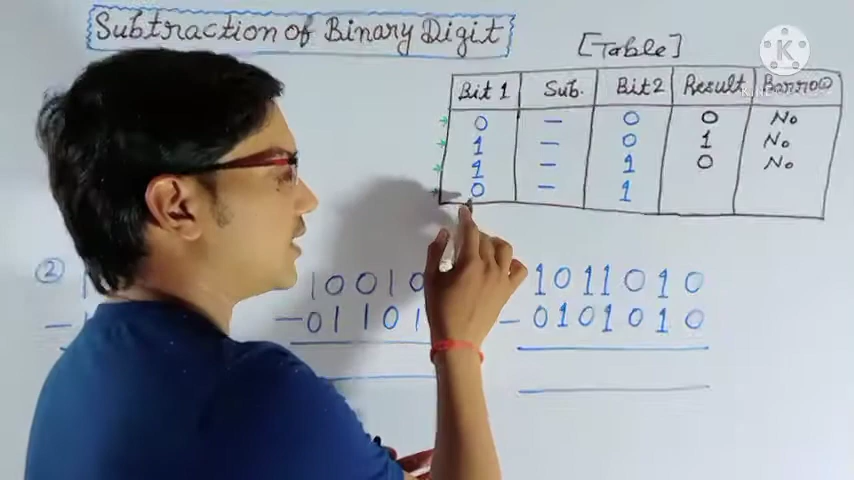 Subtraction of Binary Digit
[Table]
Bit 1 Sub. Bit 2 Result Barrow
0 - 0 0 No
1 - 0 1 No
1 - 1 0 No
0 - 1
K
②
10010 1011010
- - 01101 - 0101010